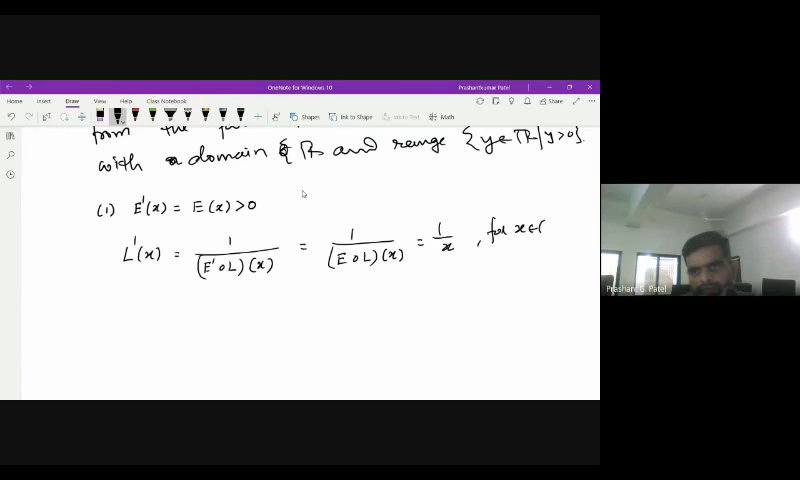 OneNote for Windows 10
Prashantkumar Patel
Home Insert Draw View Help Class Notebook
Share
Shapes Ink to Shape Ink to Text Math
from the
with a domain ℝ and range {y∈ℝ|y>0}.
(1) E'(x) = E(x)>0
L'(x) = 1/((E'∘L)(x)) = 1/((E∘L)(x)) = 1/x , for x∈(
Prashant G. Patel